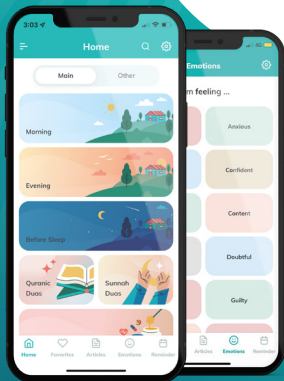 3:03
Home
Main
Other
Morning
Evening
Before Sleep
Quranic
Duas
Sunnah
Duas
Home
Favorites
Articles
Emotions
Reminder
4G
Emotions
m feeling ...
Anxious
Confident
Content
Doubtful
Guilty
Articles
Emotions
Reminder